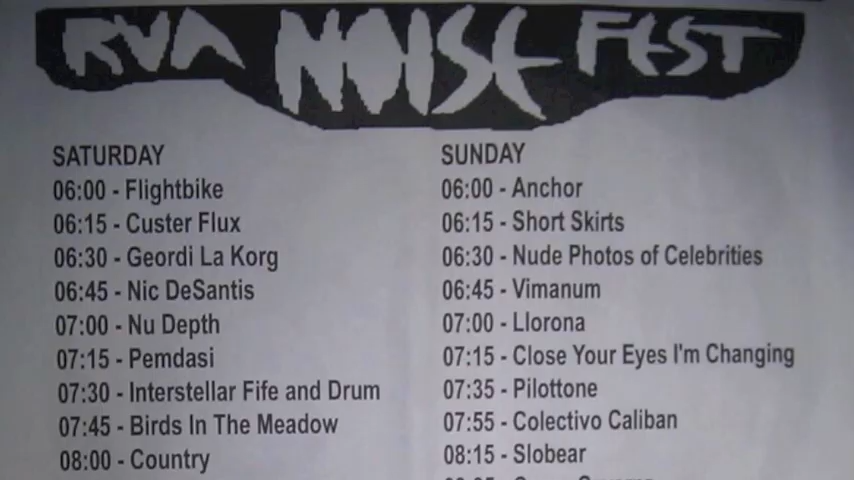 RVA NOISE FEST
SATURDAY
06:00 - Flightbike
06:15 - Custer Flux
06:30 - Geordi La Korg
06:45 - Nic DeSantis
07:00 - Nu Depth
07:15 - Pemdasi
07:30 - Interstellar Fife and Drum
07:45 - Birds In The Meadow
08:00 - Country
SUNDAY
06:00 - Anchor
06:15 - Short Skirts
06:30 - Nude Photos of Celebrities
06:45 - Vimanum
07:00 - Llorona
07:15 - Close Your Eyes I'm Changing
07:35 - Pilottone
07:55 - Colectivo Caliban
08:15 - Slobear